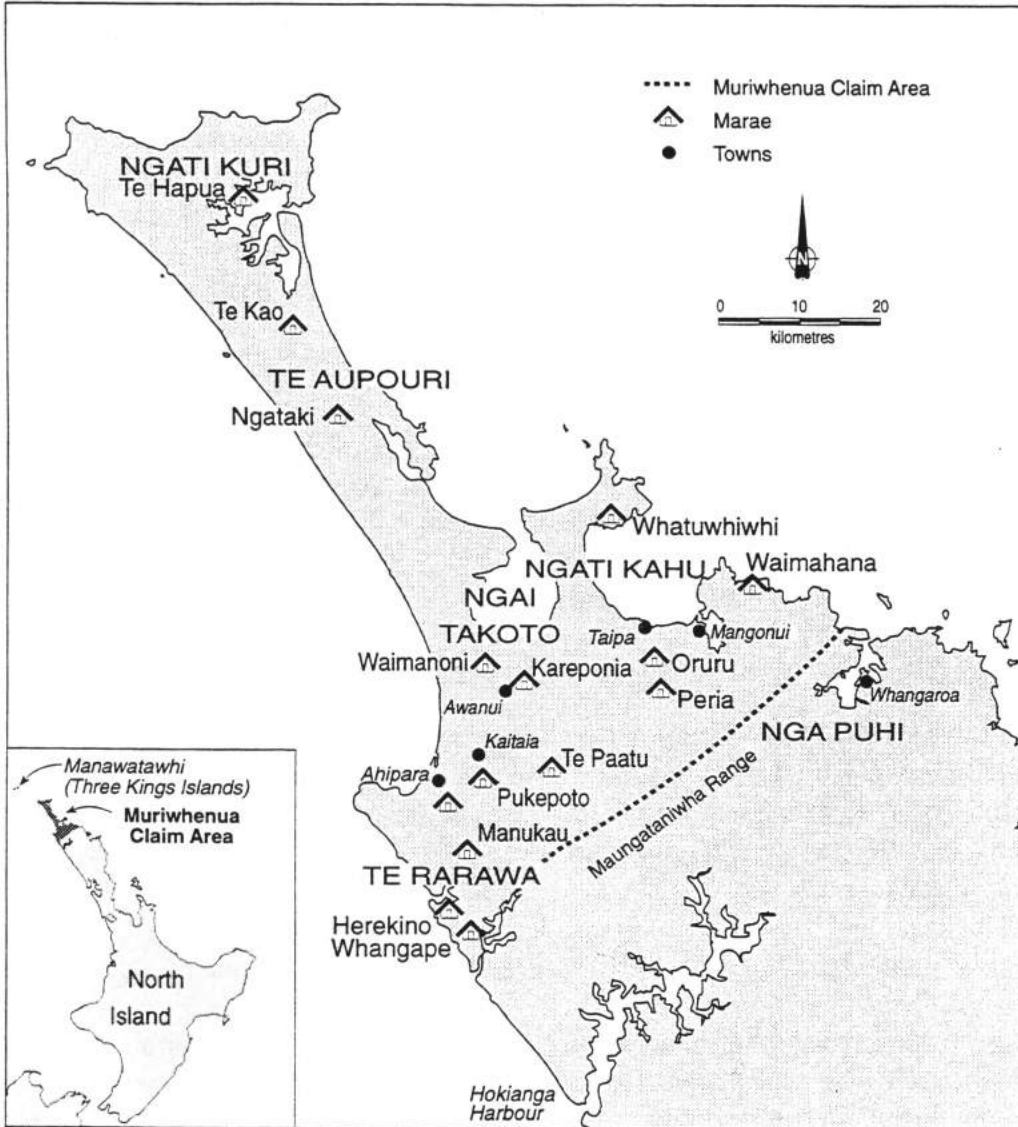 Muriwhenua Claim Area
Marae
Towns
N
0 10 20
kilometres
NGATI KURI
Te Hapua
Te Kao
TE AUPOURI
Ngataki
Whatuwhiwhi
NGATI KAHU
Waimahana
NGAI
TAKOTO
Taipa
Mangonui
Waimanoni
Kareponia
Oruru
Awanui
Peria
Whangaroa
NGA PUHI
Kaitaia
Te Paatu
Ahipara
Pukepoto
Maungataniwha Range
Manukau
TE RARAWA
Herekino
Whangape
Hokianga
Harbour
Manawatawhi
(Three Kings Islands)
Muriwhenua
Claim Area
North
Island